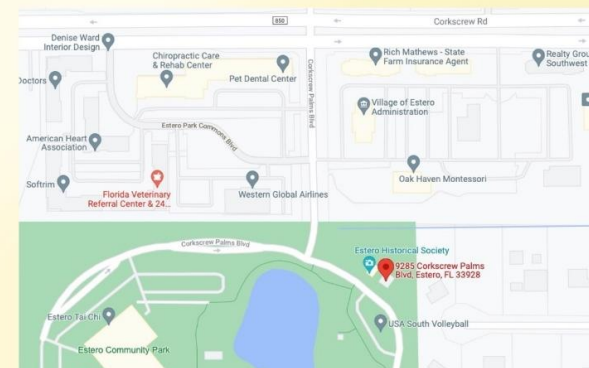 850
Corkscrew Rd
Denise Ward
Interior Design
Chiropractic Care
& Rehab Center
Pet Dental Center
Rich Mathews - State
Farm Insurance Agent
Realty Grou
Southwest
Doctors
Corkscrew Palms Blvd
Village of Estero
Administration
Estero Park Commons Blvd
American Heart
Association
Softrim
Florida Veterinary
Referral Center & 24...
Western Global Airlines
Oak Haven Montessori
Corkscrew Palms Blvd
Estero Historical Society
9285 Corkscrew Palms
Blvd, Estero, FL 33928
Estero Tai Chi
USA South Volleyball
Estero Community Park